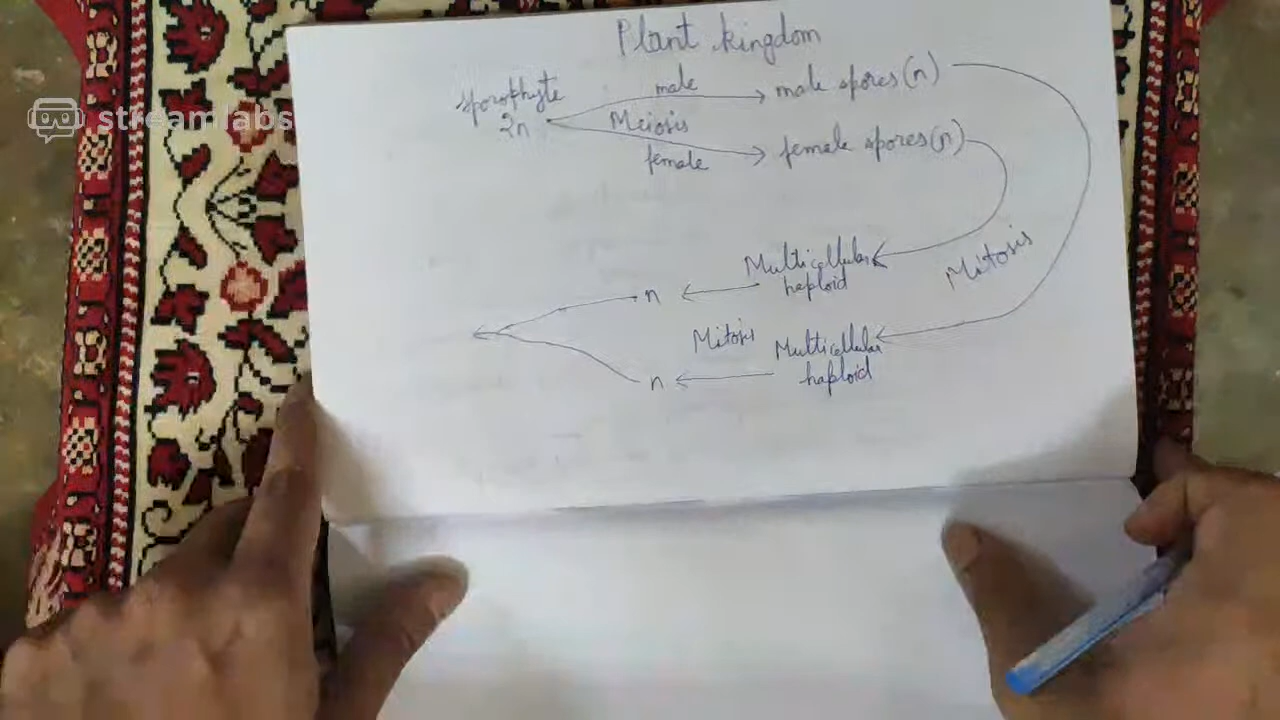 Plant kingdom
streamlabs
sporophyte
2n
male
Meiosis
female
male spores (n)
female spores (n)
Mitosis
Multicellular
haploid
n
Mitosis
Multicellular
haploid
n